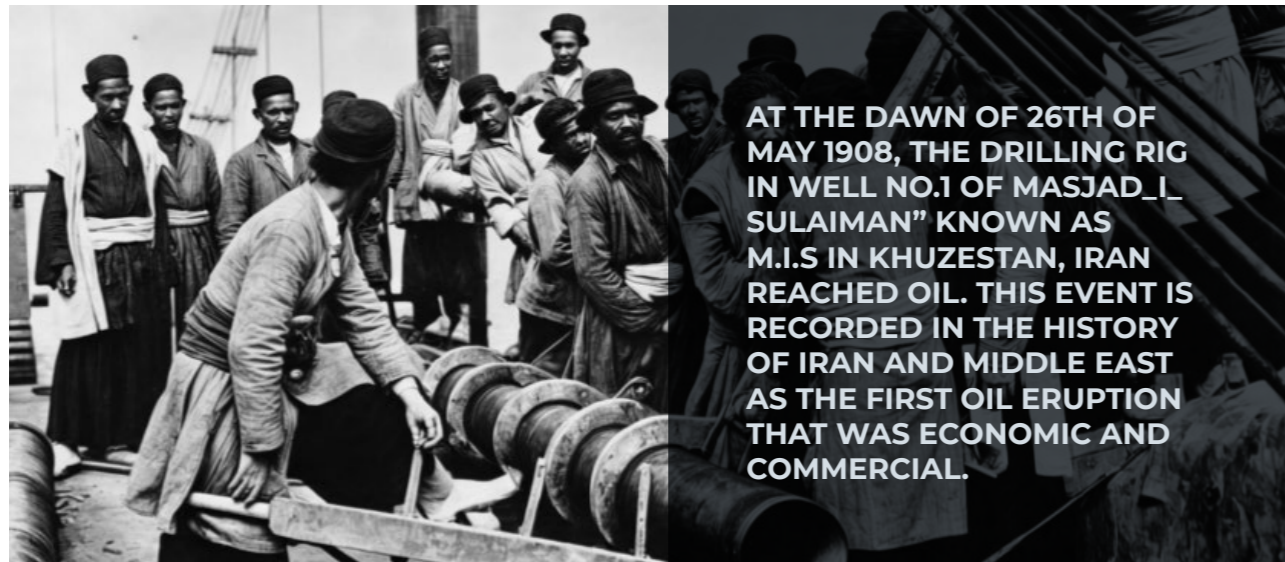 AT THE DAWN OF 26TH OF
MAY 1908, THE DRILLING RIG
IN WELL NO.1 OF MASJAD_I_
SULAIMAN” KNOWN AS
M.I.S IN KHUZESTAN, IRAN
REACHED OIL. THIS EVENT IS
RECORDED IN THE HISTORY
OF IRAN AND MIDDLE EAST
AS THE FIRST OIL ERUPTION
THAT WAS ECONOMIC AND
COMMERCIAL.